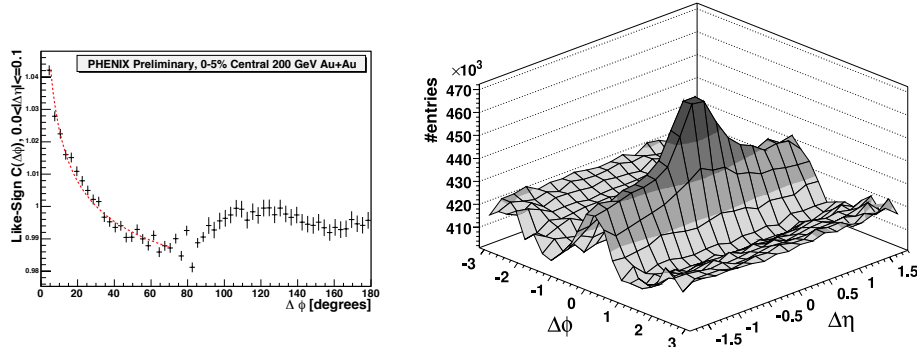 PHENIX Preliminary, 0-5% Central 200 GeV Au+Au
Like-Sign C(Δϕ), 0.0<|Δη|<=0.1
1.04
1.03
1.02
1.01
1
0.99
0.98
0 20 40 60 80 100 120 140 160 180
Δ ϕ [degrees]
×10³
#entries
470
460
450
440
430
420
410
-3 -2 -1 0 1 2 3
Δϕ
-1.5 -1 -0.5 0 0.5 1 1.5
Δη